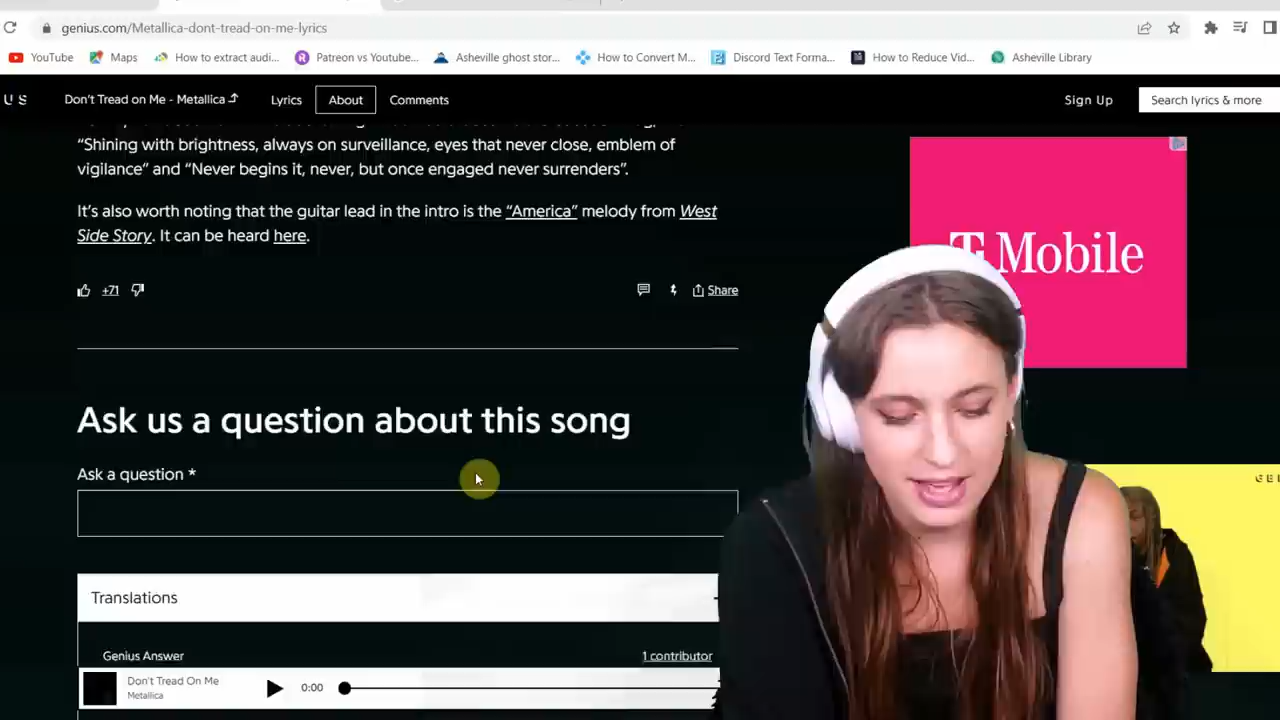 genius.com/Metallica-dont-tread-on-me-lyrics
YouTube Maps How to extract audi... Patreon vs Youtube... Asheville ghost stor... How to Convert M... Discord Text Forma... How to Reduce Vid... Asheville Library
U S Don't Tread on Me - Metallica Lyrics About Comments Sign Up Search lyrics & more
“Shining with brightness, always on surveillance, eyes that never close, emblem of
vigilance” and “Never begins it, never, but once engaged never surrenders”.
It’s also worth noting that the guitar lead in the intro is the “America” melody from West
Side Story. It can be heard here.
T Mobile
+71 Share
Ask us a question about this song
Ask a question *
Translations
Genius Answer 1 contributor
Don't Tread On Me
Metallica
0:00